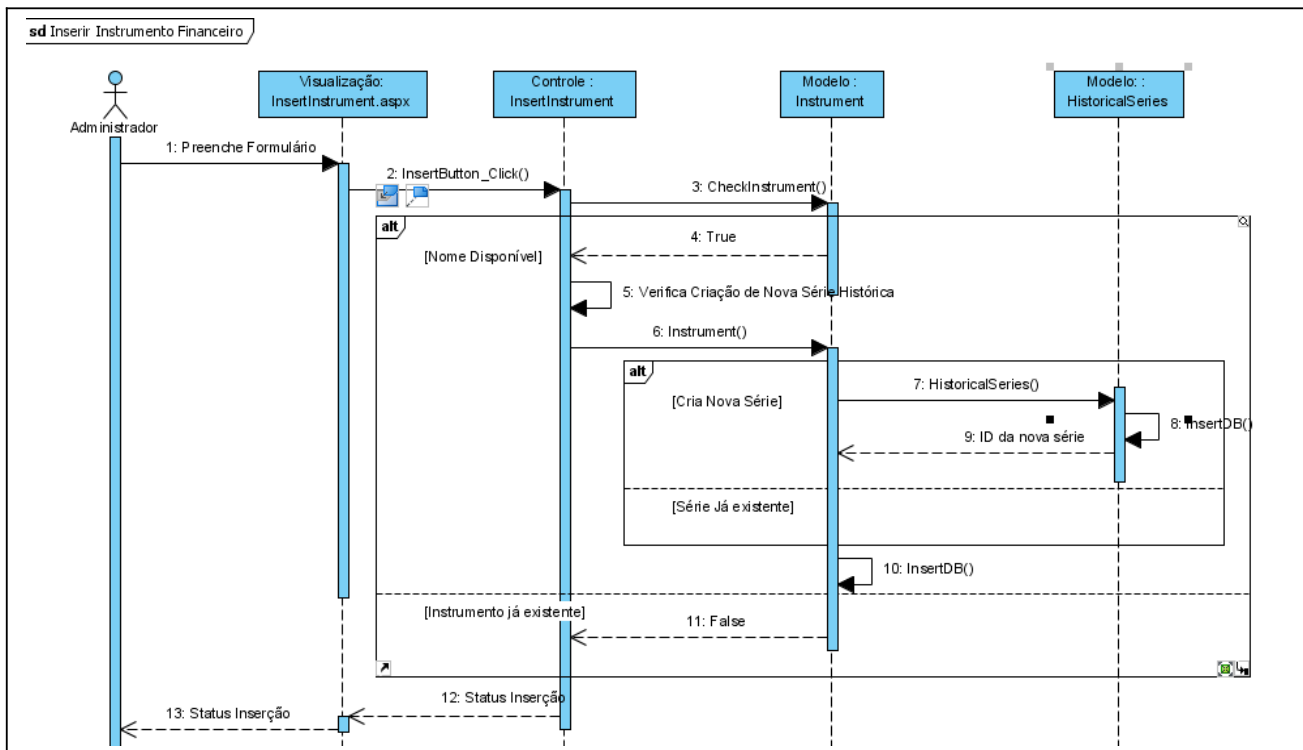 sd Inserir Instrumento Financeiro
Visualização:
InsertInstrument.aspx
Controle :
InsertInstrument
Modelo :
Instrument
Modelo: :
HistoricalSeries
Administrador
1: Preenche Formulário
2: InsertButton_Click()
3: CheckInstrument()
alt
4: True
[Nome Disponível]
5: Verifica Criação de Nova Série Histórica
6: Instrument()
alt
7: HistoricalSeries()
[Cria Nova Série]
8: InsertDB()
9: ID da nova série
[Série Já existente]
10: InsertDB()
[Instrumento já existente]
11: False
12: Status Inserção
13: Status Inserção